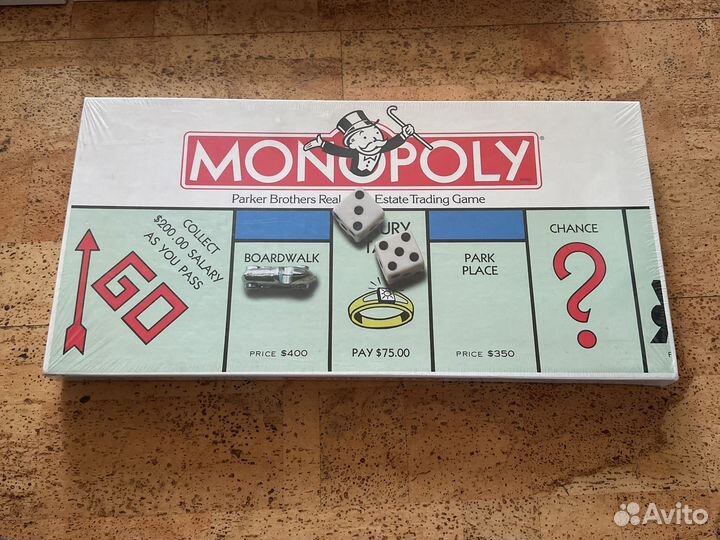 MONOPOLY
Parker Brothers Real Estate Trading Game
COLLECT
$200.00 SALARY
AS YOU PASS
GO
BOARDWALK
PRICE $400
PAY $75.00
PARK
PLACE
PRICE $350
CHANCE
Avito